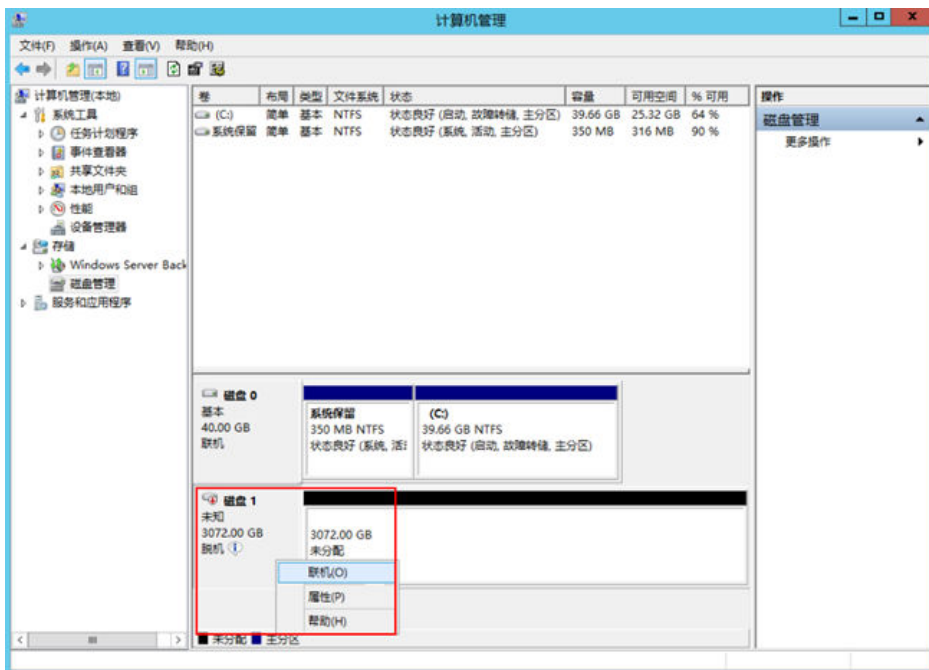 计算机管理
文件(F) 操作(A) 查看(V) 帮助(H)
计算机管理(本地)
系统工具
任务计划程序
事件查看器
共享文件夹
本地用户和组
性能
设备管理器
存储
Windows Server Back
磁盘管理
服务和应用程序
卷 布局 类型 文件系统 状态 容量 可用空间 % 可用
(C:) 简单 基本 NTFS 状态良好 (启动, 故障转储, 主分区) 39.66 GB 25.32 GB 64 %
系统保留 简单 基本 NTFS 状态良好 (系统, 活动, 主分区) 350 MB 316 MB 90 %
操作
磁盘管理
更多操作
磁盘 0
基本
40.00 GB
联机
系统保留
350 MB NTFS
状态良好 (系统, 活
(C:)
39.66 GB NTFS
状态良好 (启动, 故障转储, 主分区)
磁盘 1
未知
3072.00 GB
脱机
3072.00 GB
未分配
联机(O)
属性(P)
帮助(H)
未分配 主分区